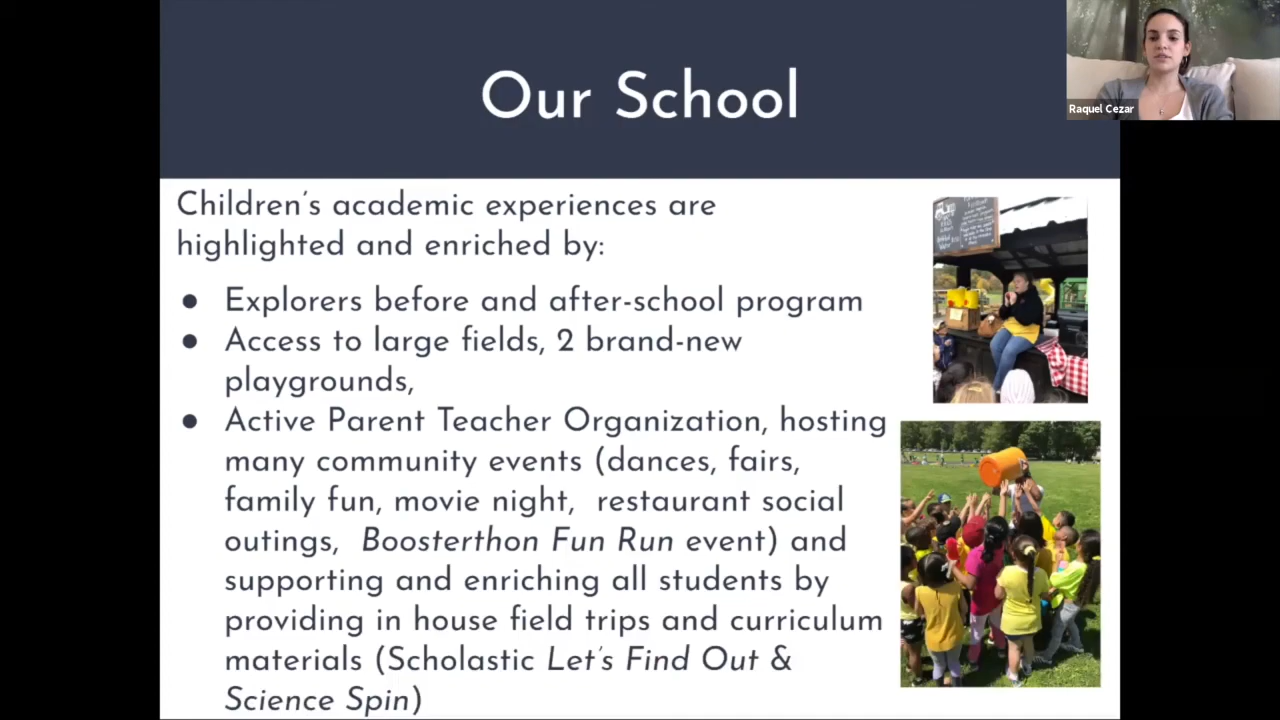 Our School
Raquel Cezar
Children's academic experiences are
highlighted and enriched by:
● Explorers before and after-school program
● Access to large fields, 2 brand-new
playgrounds,
● Active Parent Teacher Organization, hosting
many community events (dances, fairs,
family fun, movie night,  restaurant social
outings,  Boosterthon Fun Run event) and
supporting and enriching all students by
providing in house field trips and curriculum
materials (Scholastic Let's Find Out &
Science Spin)